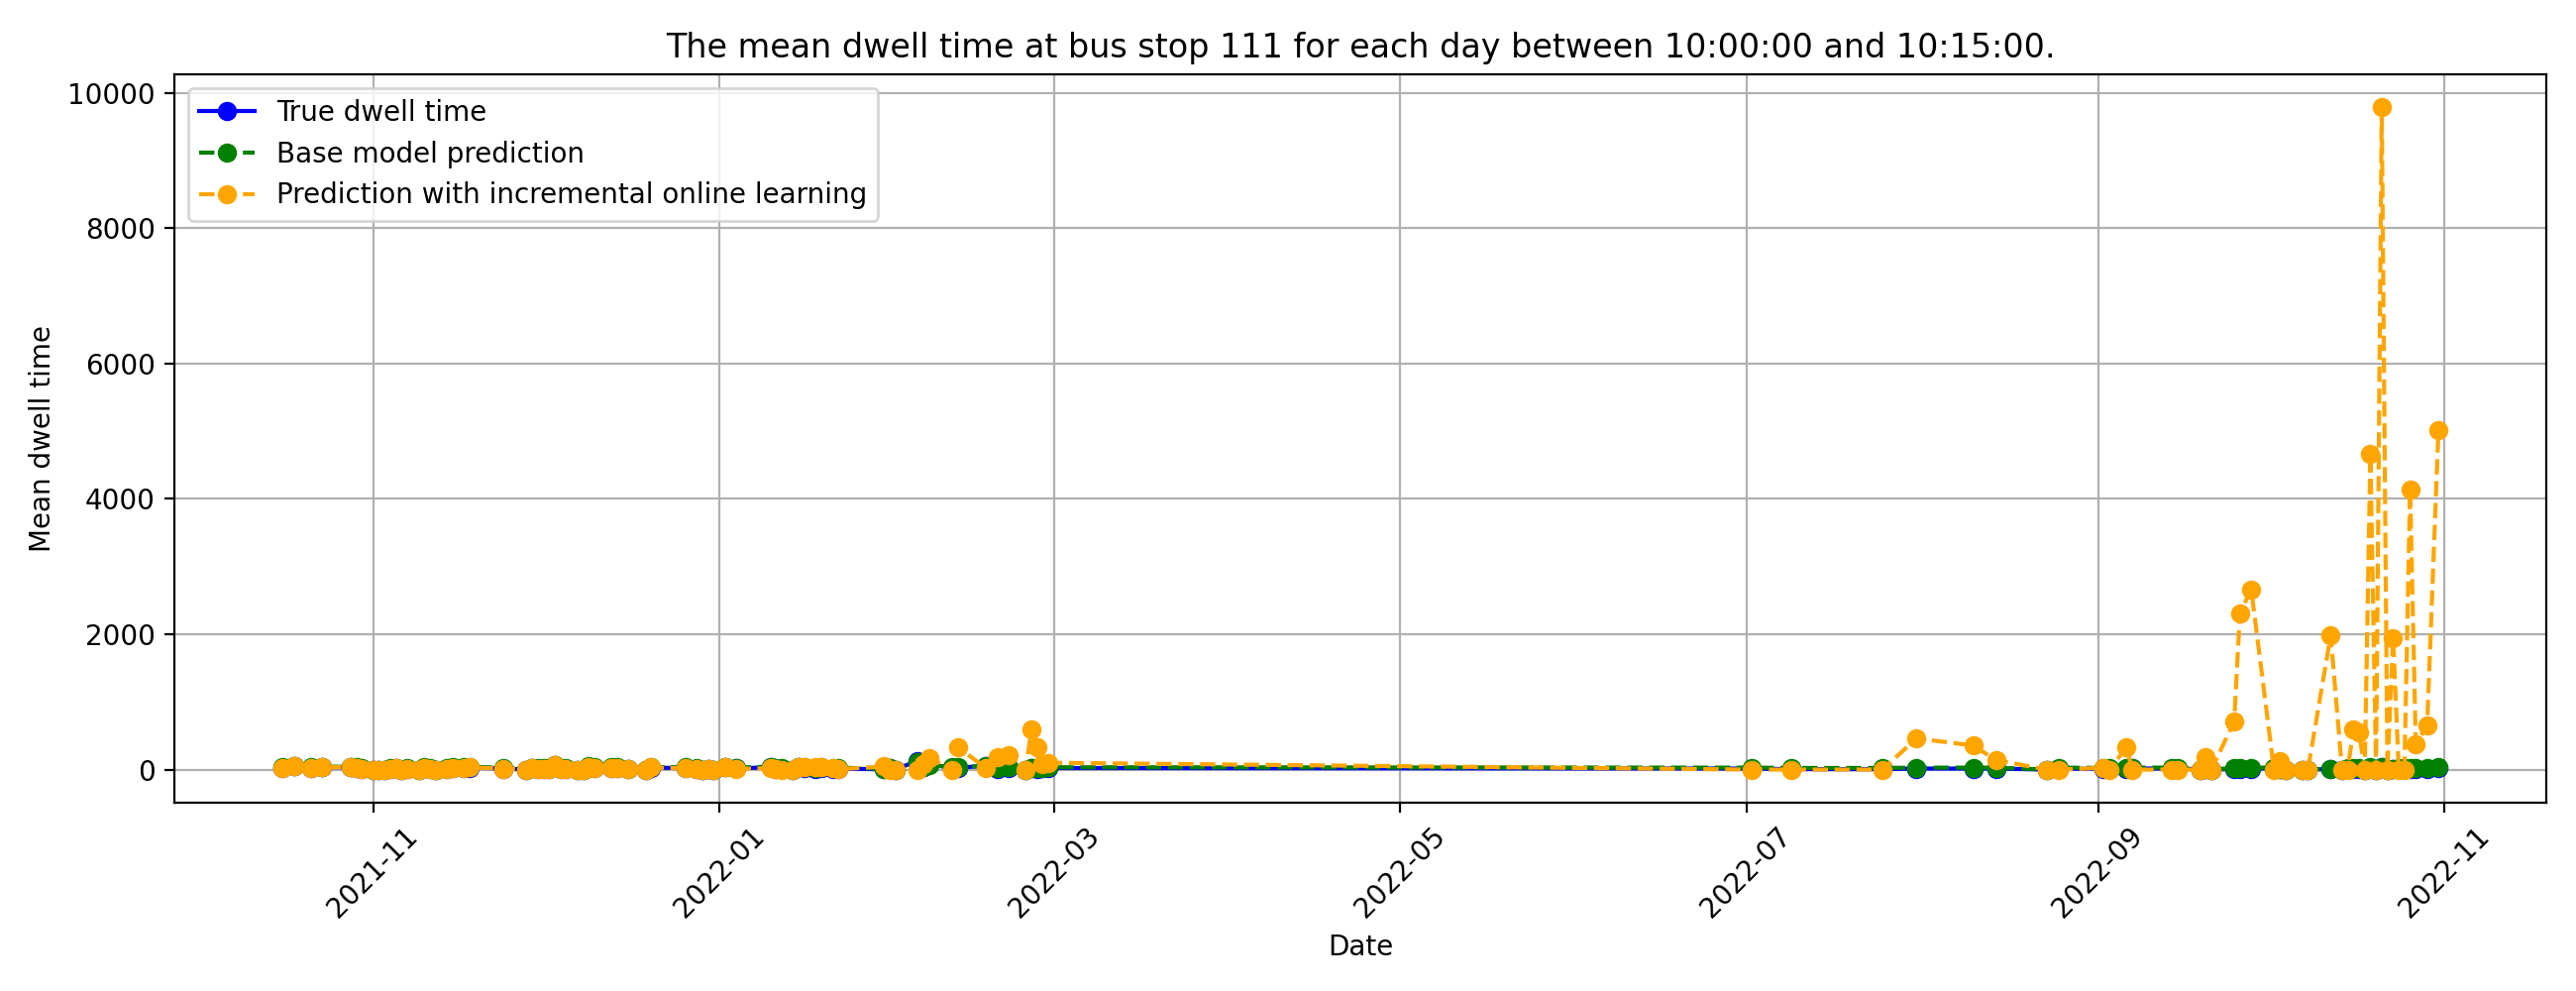 The mean dwell time at bus stop 111 for each day between 10:00:00 and 10:15:00.
True dwell time
Base model prediction
Prediction with incremental online learning
Mean dwell time
10000
8000
6000
4000
2000
0
2021-11
2022-01
2022-03
2022-05
2022-07
2022-09
2022-11
Date